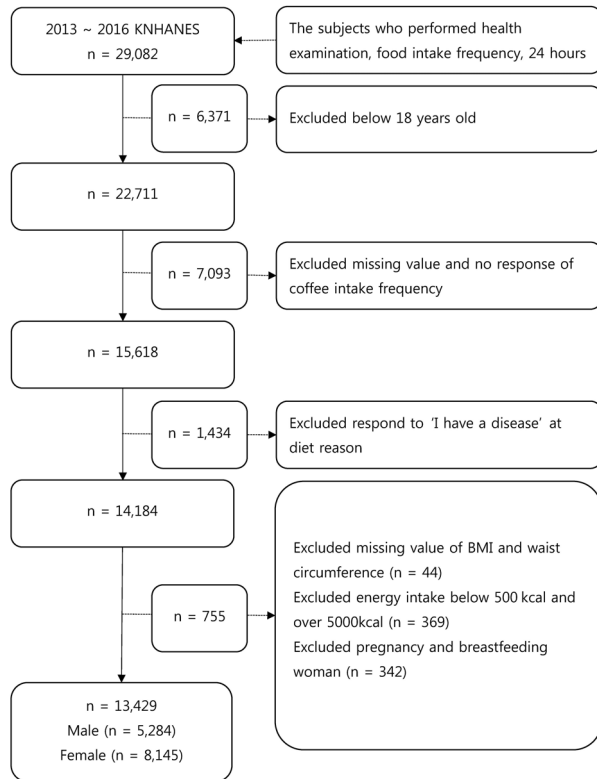 2013 ~ 2016 KNHANES
n = 29,082
The subjects who performed health
examination, food intake frequency, 24 hours
n = 6,371
Excluded below 18 years old
n = 22,711
n = 7,093
Excluded missing value and no response of
coffee intake frequency
n = 15,618
n = 1,434
Excluded respond to 'I have a disease' at
diet reason
n = 14,184
n = 755
Excluded missing value of BMI and waist
circumference (n = 44)
Excluded energy intake below 500 kcal and
over 5000kcal (n = 369)
Excluded pregnancy and breastfeeding
woman (n = 342)
n = 13,429
Male (n = 5,284)
Female (n = 8,145)